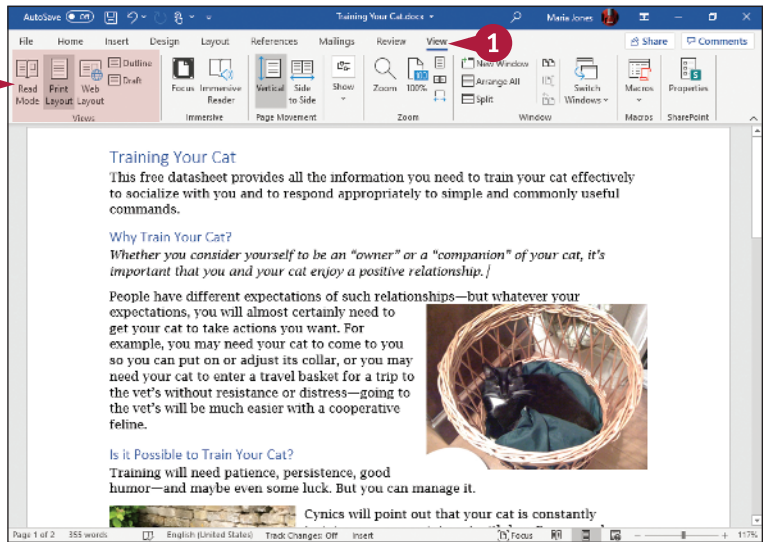 AutoSave Off Training Your Cat.docx Maria Jones
File Home Insert Design Layout References Mailings Review View Share Comments
1
Read Mode
Print Layout
Web Layout
Outline
Draft
Views
Focus
Immersive Reader
Immersive
Vertical
Side to Side
Page Movement
Show
Zoom
100%
Zoom
New Window
Arrange All
Split
Switch Windows
Window
Macros
Macros
Properties
SharePoint
Training Your Cat
This free datasheet provides all the information you need to train your cat effectively
to socialize with you and to respond appropriately to simple and commonly useful
commands.
Why Train Your Cat?
Whether you consider yourself to be an “owner” or a “companion” of your cat, it’s
important that you and your cat enjoy a positive relationship.
People have different expectations of such relationships—but whatever your
expectations, you will almost certainly need to
get your cat to take actions you want. For
example, you may need your cat to come to you
so you can put on or adjust its collar, or you may
need your cat to enter a travel basket for a trip to
the vet’s without resistance or distress—going to
the vet’s will be much easier with a cooperative
feline.
Is it Possible to Train Your Cat?
Training will need patience, persistence, good
humor—and maybe even some luck. But you can manage it.
Cynics will point out that your cat is constantly
Page 1 of 2 355 words English (United States) Track Changes: Off Insert Focus 117%